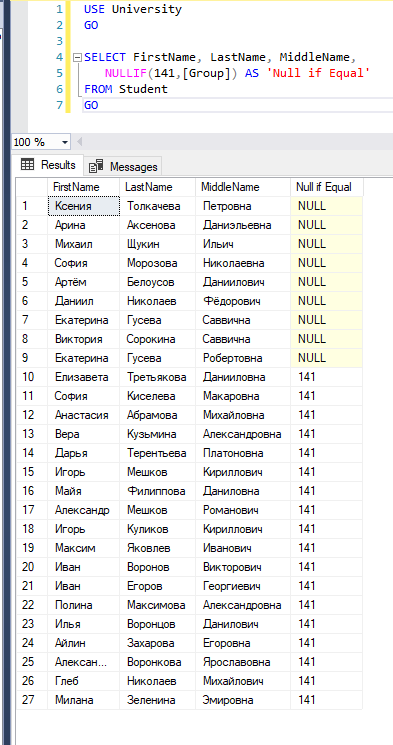 1 USE University
2 GO
3
4 SELECT FirstName, LastName, MiddleName,
5 NULLIF(141,[Group]) AS 'Null if Equal'
6 FROM Student
7 GO
100 %
Results Messages
FirstName LastName MiddleName Null if Equal
1 Ксения Толкачева Петровна NULL
2 Арина Аксенова Даниэльевна NULL
3 Михаил Щукин Ильич NULL
4 София Морозова Николаевна NULL
5 Артём Белоусов Даниилович NULL
6 Даниил Николаев Фёдорович NULL
7 Екатерина Гусева Саввична NULL
8 Виктория Сорокина Саввична NULL
9 Екатерина Гусева Робертовна NULL
10 Елизавета Третьякова Данииловна 141
11 София Киселева Макаровна 141
12 Анастасия Абрамова Михайловна 141
13 Вера Кузьмина Александровна 141
14 Дарья Терентьева Платоновна 141
15 Игорь Мешков Кириллович 141
16 Майя Филиппова Даниловна 141
17 Александр Мешков Романович 141
18 Игорь Куликов Кириллович 141
19 Максим Яковлев Иванович 141
20 Иван Воронов Викторович 141
21 Иван Егоров Георгиевич 141
22 Полина Максимова Александровна 141
23 Илья Воронцов Данилович 141
24 Айлин Захарова Егоровна 141
25 Алексан... Воронкова Ярославовна 141
26 Глеб Николаев Михайлович 141
27 Милана Зеленина Эмировна 141